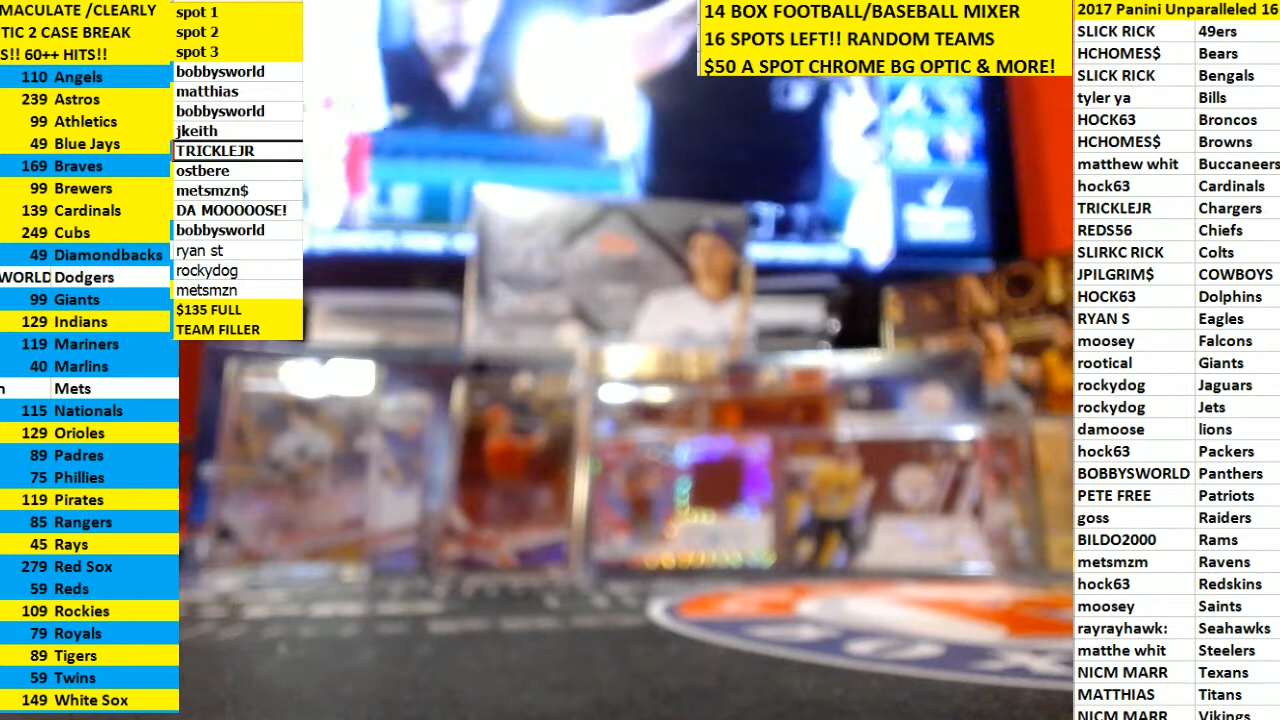 MACULATE /CLEARLY
TIC 2 CASE BREAK
S!! 60++ HITS!!
110 Angels
239 Astros
99 Athletics
49 Blue Jays
169 Braves
99 Brewers
139 Cardinals
249 Cubs
49 Diamondbacks
WORLD Dodgers
99 Giants
129 Indians
119 Mariners
40 Marlins
Mets
115 Nationals
129 Orioles
89 Padres
75 Phillies
119 Pirates
85 Rangers
45 Rays
279 Red Sox
59 Reds
109 Rockies
79 Royals
89 Tigers
59 Twins
149 White Sox
spot 1
spot 2
spot 3
bobbysworld
matthias
bobbysworld
jkeith
TRICKLEJR
ostbere
metsmzn$
DA MOOOOOSE!
bobbysworld
ryan st
rockydog
metsmzn
$135 FULL
TEAM FILLER
14 BOX FOOTBALL/BASEBALL MIXER
16 SPOTS LEFT!! RANDOM TEAMS
$50 A SPOT CHROME BG OPTIC & MORE!
2017 Panini Unparalleled 16
SLICK RICK 49ers
HCHOMES$ Bears
SLICK RICK Bengals
tyler ya Bills
HOCK63 Broncos
HCHOMES$ Browns
matthew whit Buccaneers
hock63 Cardinals
TRICKLEJR Chargers
REDS56 Chiefs
SLIRKC RICK Colts
JPILGRIM$ COWBOYS
HOCK63 Dolphins
RYAN S Eagles
moosey Falcons
rootical Giants
rockydog Jaguars
rockydog Jets
damoose lions
hock63 Packers
BOBBYSWORLD Panthers
PETE FREE Patriots
goss Raiders
BILDO2000 Rams
metsmzm Ravens
hock63 Redskins
moosey Saints
rayrayhawk: Seahawks
matthe whit Steelers
NICM MARR Texans
MATTHIAS Titans
NICM MARR Vikings